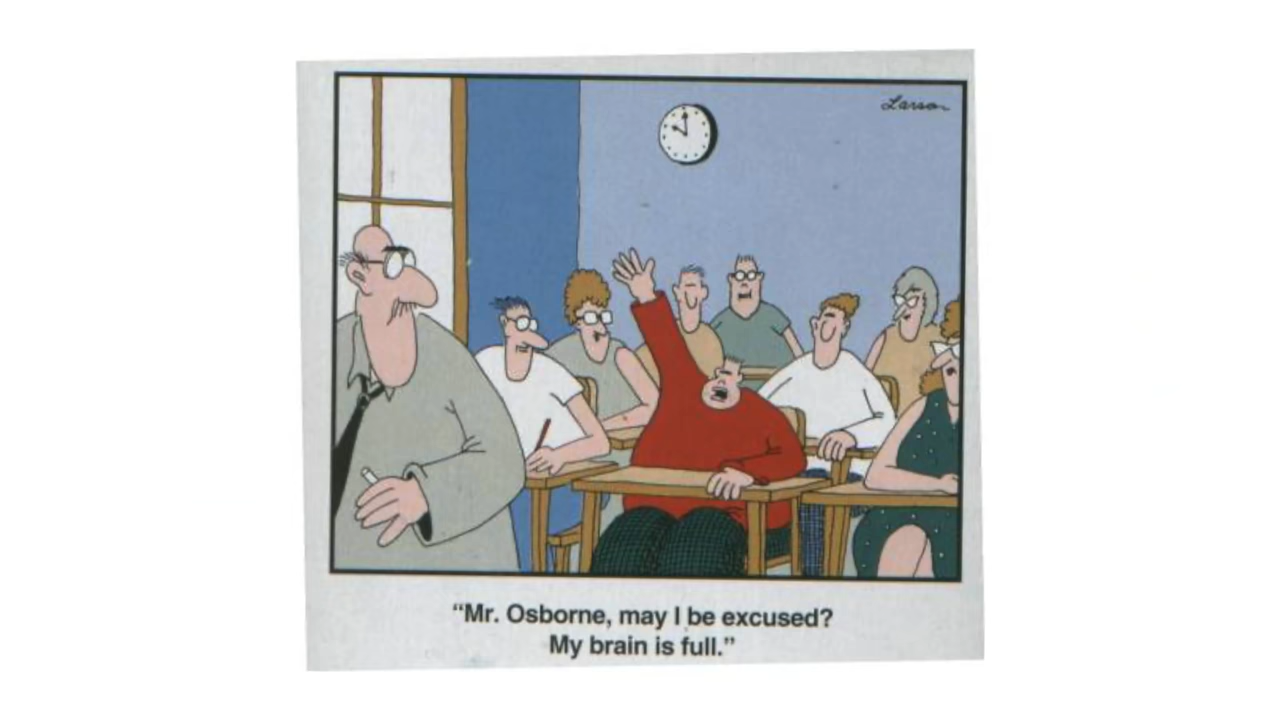 Larson
“Mr. Osborne, may I be excused?
My brain is full.”